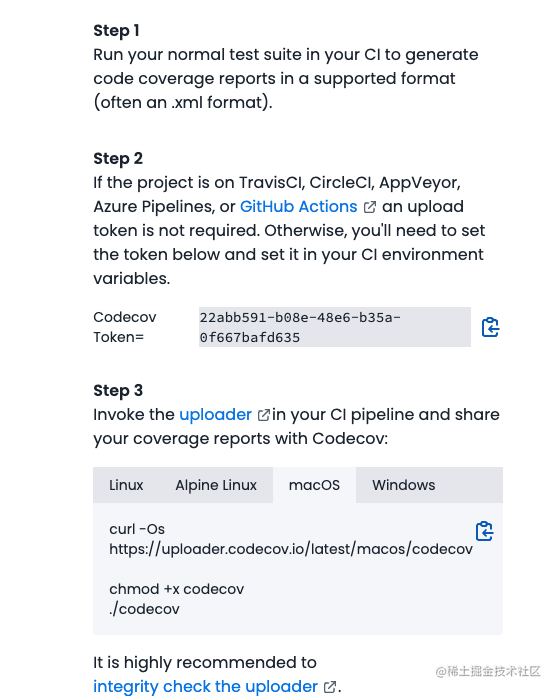 Step 1
Run your normal test suite in your CI to generate
code coverage reports in a supported format
(often an .xml format).
Step 2
If the project is on TravisCI, CircleCI, AppVeyor,
Azure Pipelines, or GitHub Actions an upload
token is not required. Otherwise, you'll need to set
the token below and set it in your CI environment
variables.
Codecov 22abb591-b08e-48e6-b35a-
Token= 0f667bafd635
Step 3
Invoke the uploader in your CI pipeline and share
your coverage reports with Codecov:
Linux Alpine Linux macOS Windows
curl -Os
https://uploader.codecov.io/latest/macos/codecov
chmod +x codecov
./codecov
It is highly recommended to
integrity check the uploader .
@稀土掘金技术社区